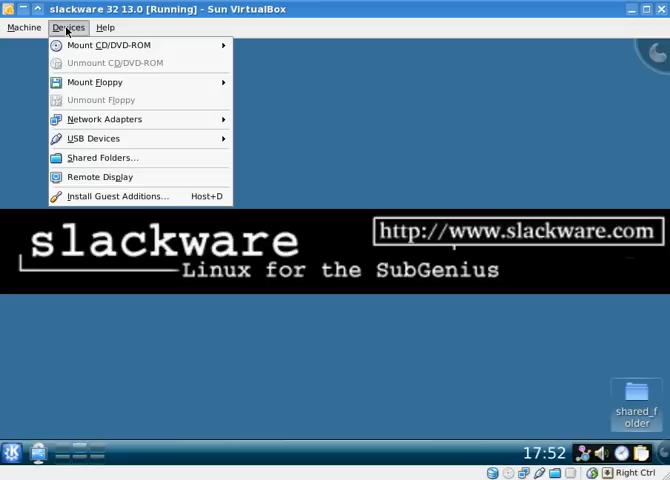 slackware 32 13.0 [Running] - Sun VirtualBox
Machine Devices Help
Mount CD/DVD-ROM
Unmount CD/DVD-ROM
Mount Floppy
Unmount Floppy
Network Adapters
USB Devices
Shared Folders...
Remote Display
Install Guest Additions... Host+D
slackware http://www.slackware.com
Linux for the SubGenius
shared_f
older
17:52
Right Ctrl